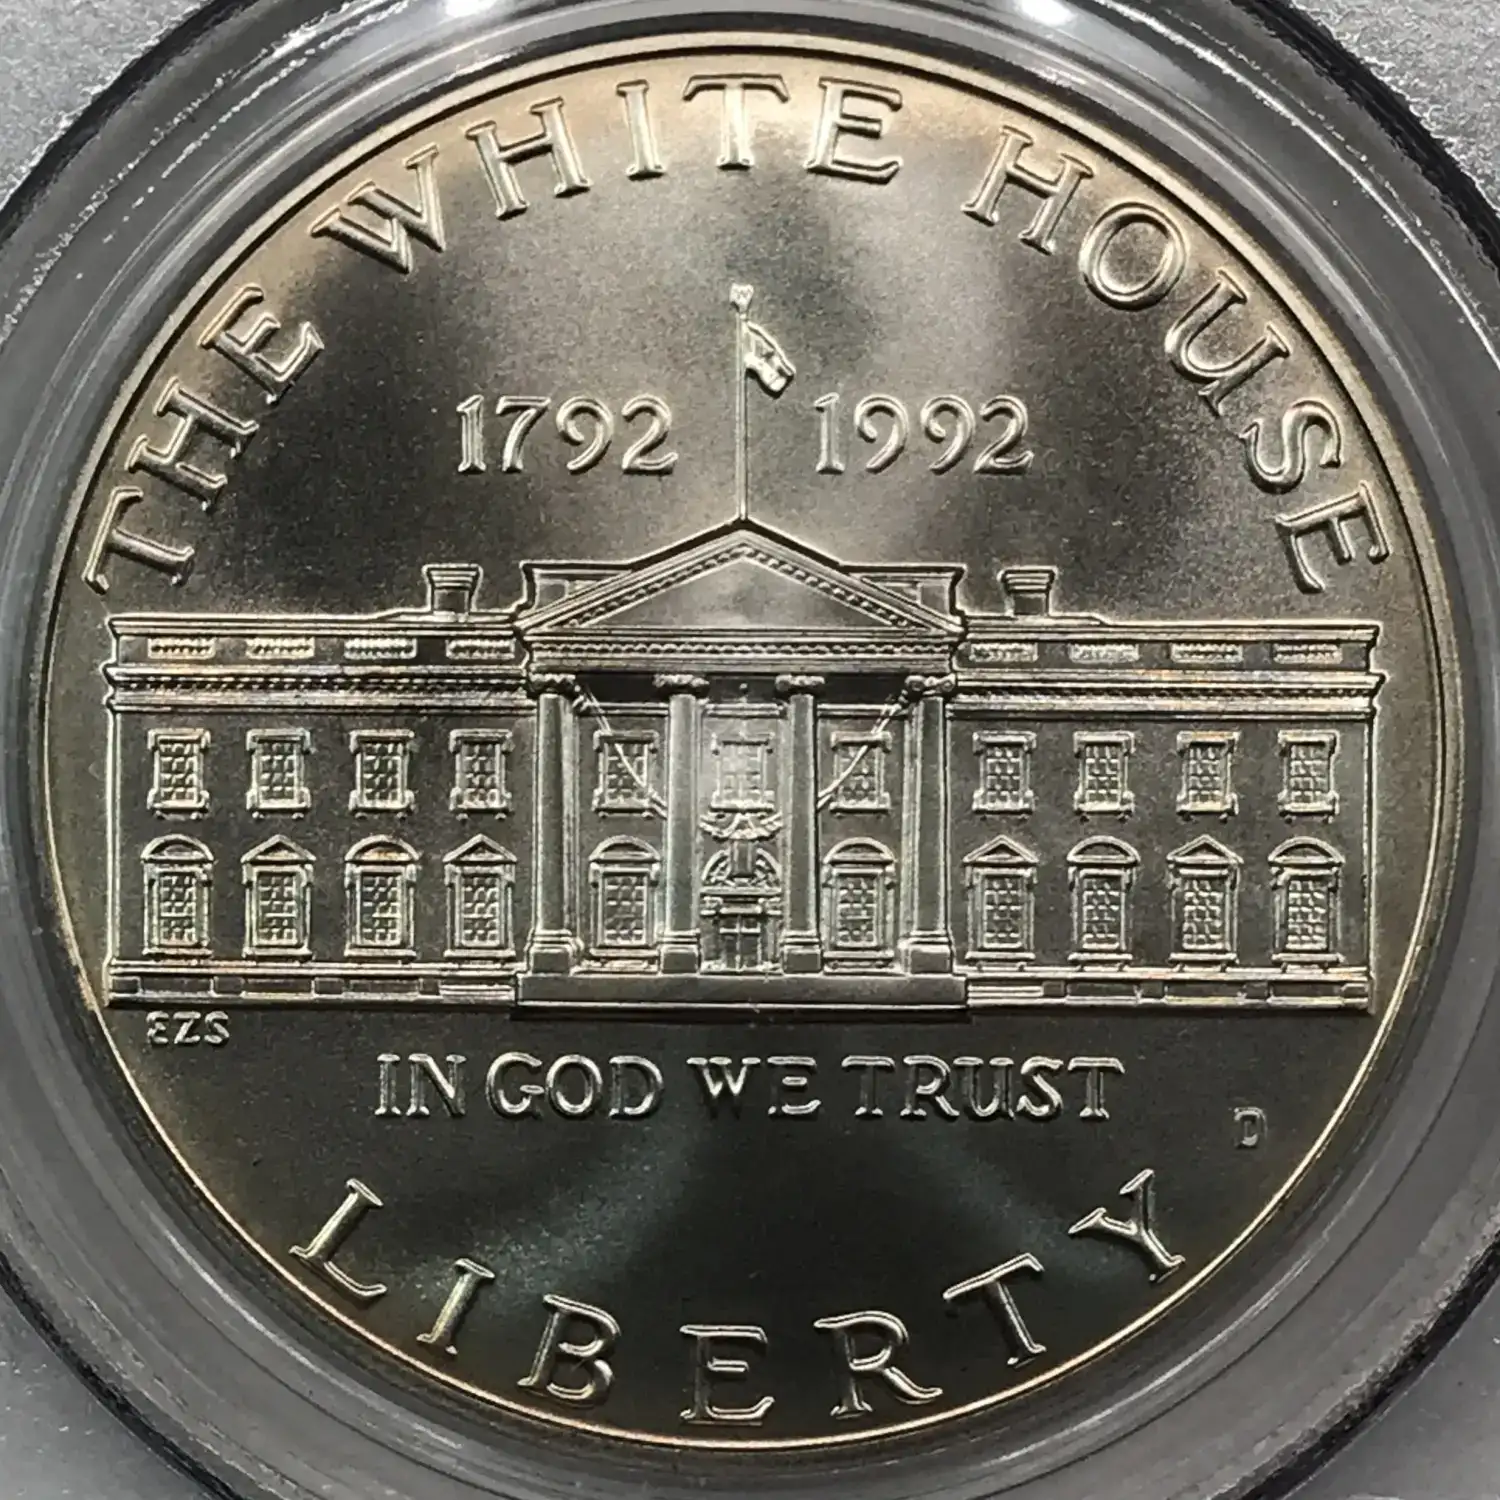 THE WHITE HOUSE
1792 1992
EZS
IN GOD WE TRUST
D
LIBERTY